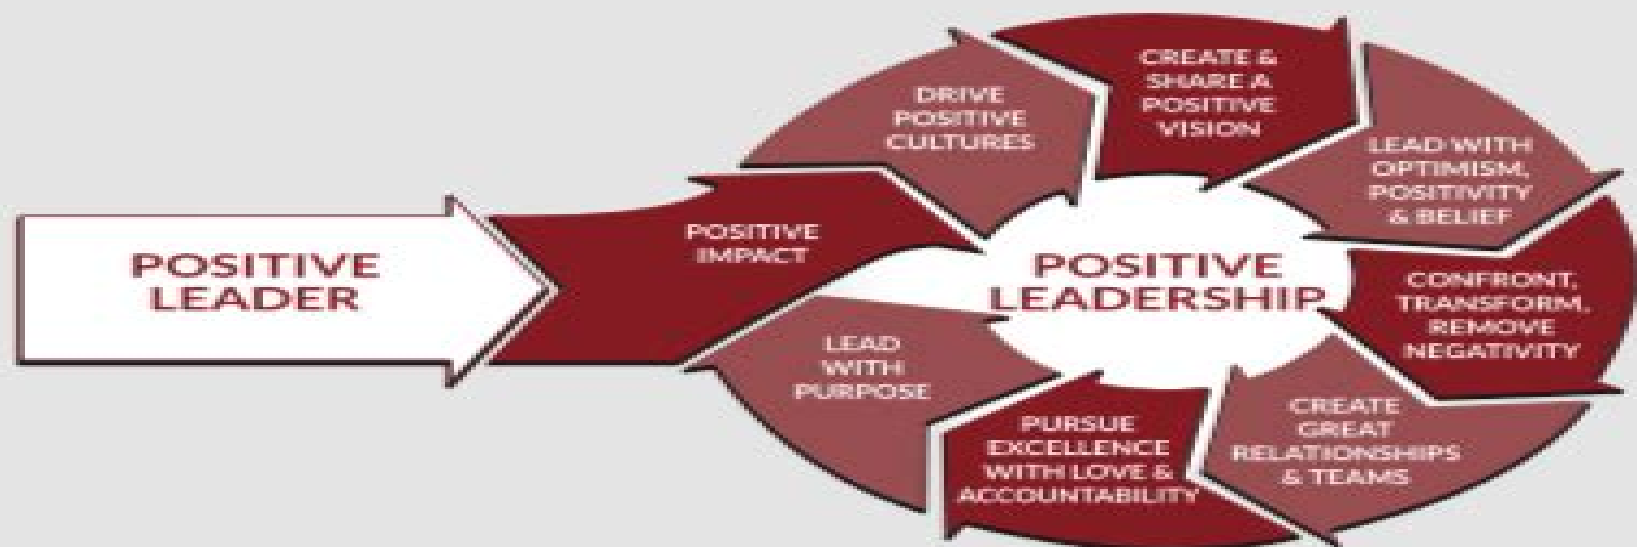 POSITIVE
LEADER
POSITIVE
IMPACT
DRIVE
POSITIVE
CULTURES
CREATE &
SHARE A
POSITIVE
VISION
LEAD WITH
OPTIMISM,
POSITIVITY
& BELIEF
CONFRONT,
TRANSFORM,
REMOVE
NEGATIVITY
CREATE
GREAT
RELATIONSHIPS
& TEAMS
PURSUE
EXCELLENCE
WITH LOVE &
ACCOUNTABILITY
LEAD
WITH
PURPOSE
POSITIVE
LEADERSHIP